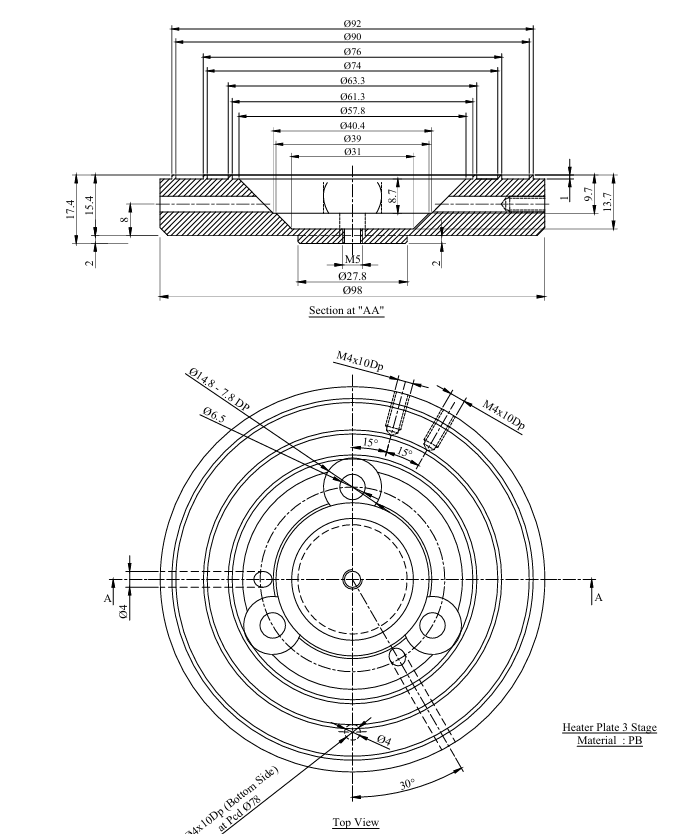 Ø92
Ø90
Ø76
Ø74
Ø63.3
Ø61.3
Ø57.8
Ø40.4
Ø39
Ø31
17.4
15.4
8
2
8.7
1
9.7
13.7
2
M5
Ø27.8
Ø98
Section at "AA"
M4x10Dp
M4x10Dp
Ø14.8 - 7.8 DP
Ø6.5
15°
15°
A
A
Ø4
Ø4
Ø4x10Dp (Bottom Side)
at Pcd Ø78
30°
Heater Plate 3 Stage
Material : PB
Top View